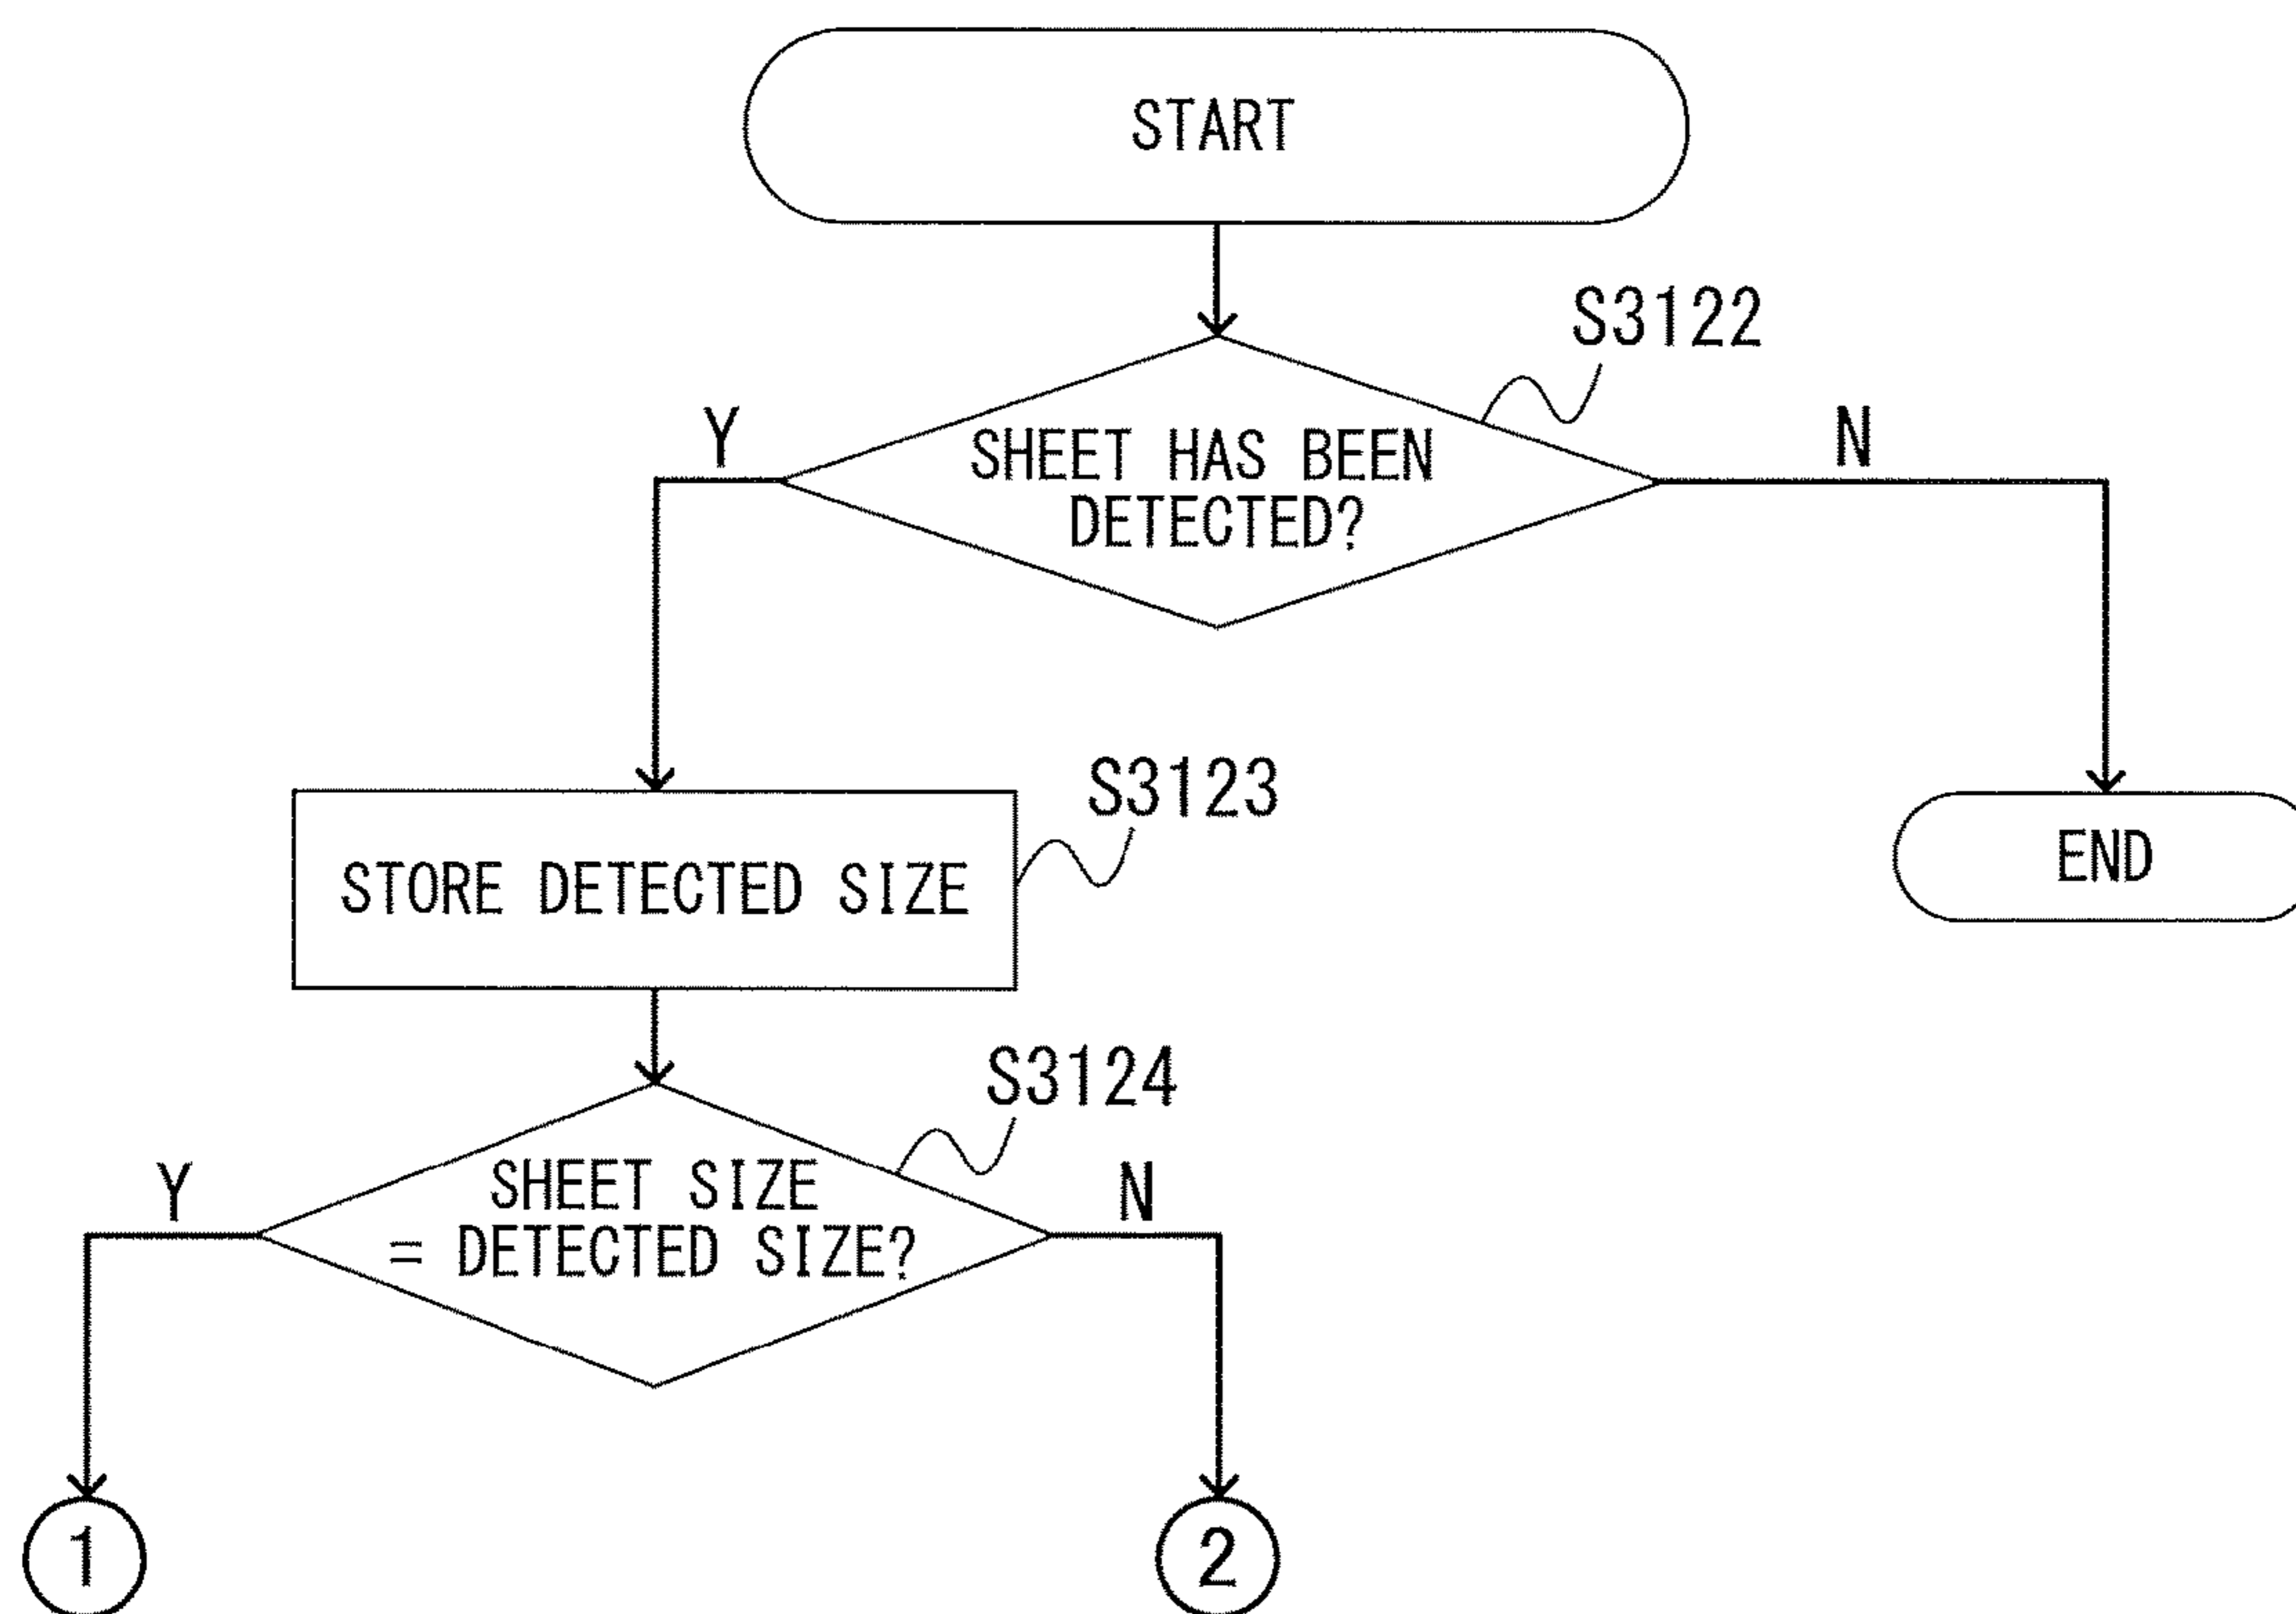 START
S3122
Y
N
SHEET HAS BEEN
DETECTED?
S3123
STORE DETECTED SIZE
END
S3124
Y
N
SHEET SIZE
= DETECTED SIZE?
1
2